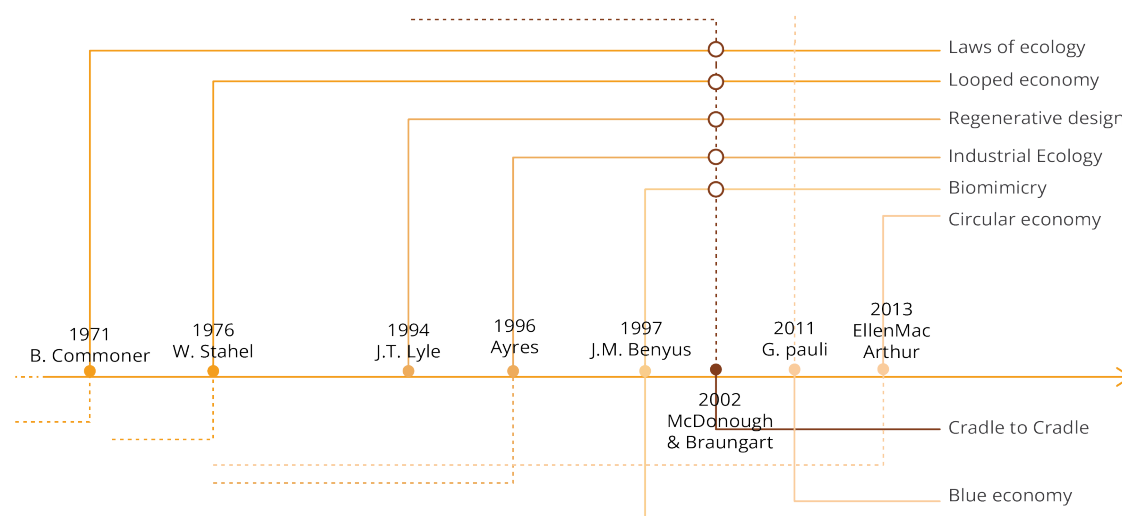 Laws of ecology
Looped economy
Regenerative design
Industrial Ecology
Biomimicry
Circular economy
1971
B. Commoner
1976
W. Stahel
1994
J.T. Lyle
1996
Ayres
1997
J.M. Benyus
2002
McDonough
& Braungart
2011
G. pauli
2013
EllenMac
Arthur
Cradle to Cradle
Blue economy